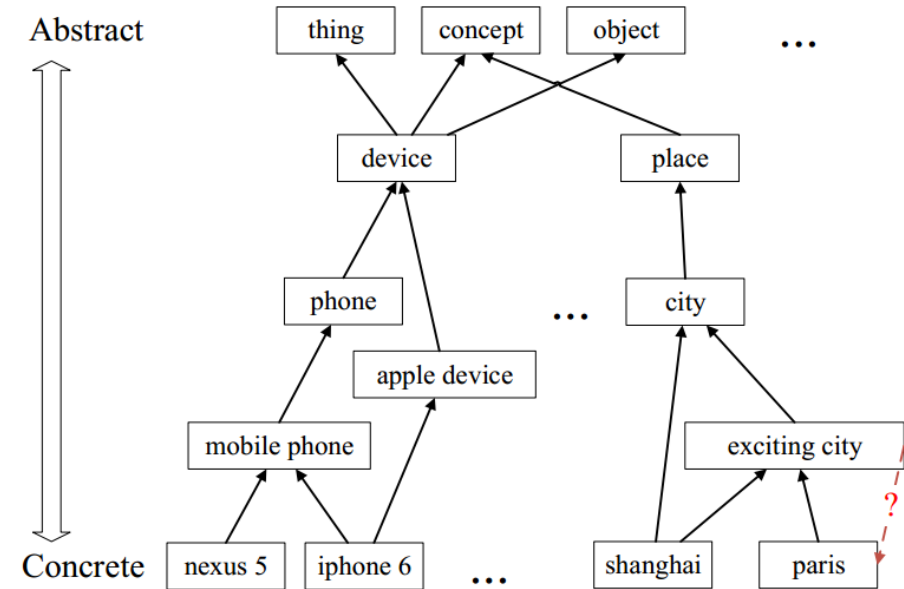 Abstract
thing
concept
object
...
device
place
phone
...
city
apple device
mobile phone
exciting city
?
Concrete
nexus 5
iphone 6
...
shanghai
paris